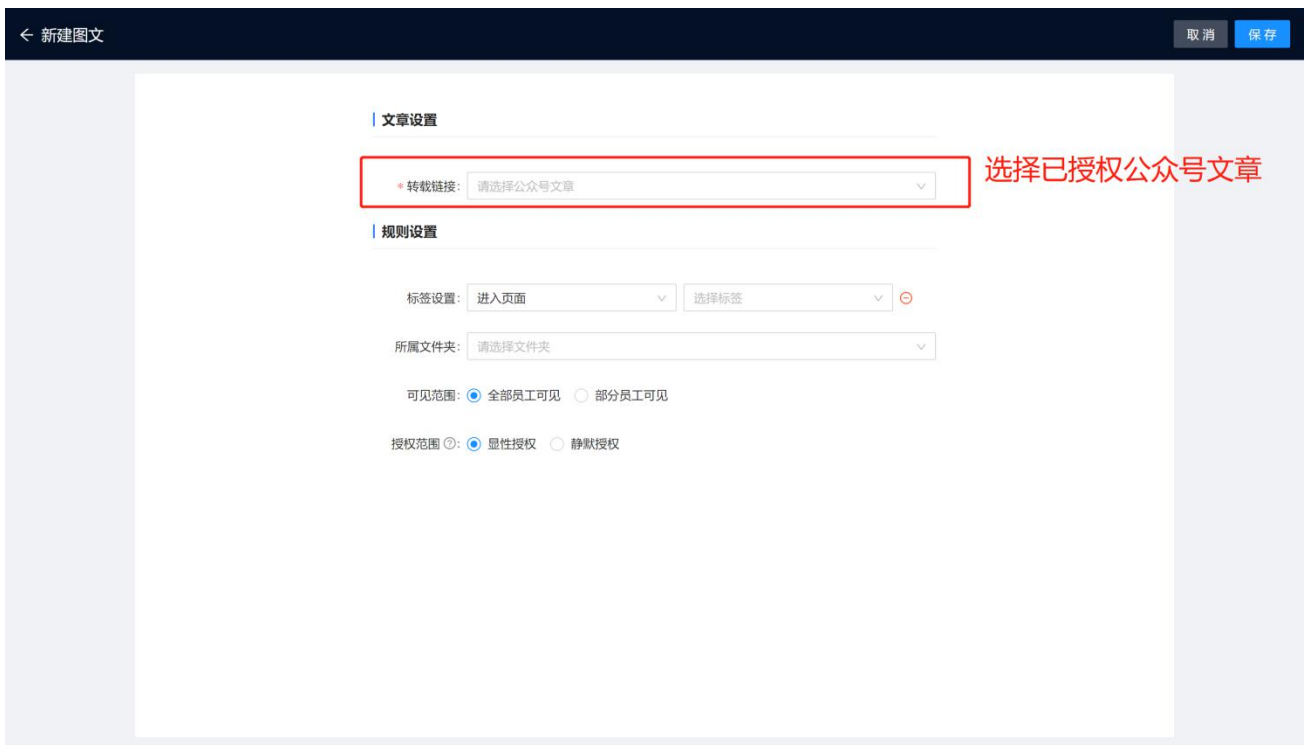 ← 新建图文 取消 保存
文章设置
* 转载链接: 请选择公众号文章
选择已授权公众号文章
规则设置
标签设置: 进入页面 选择标签
所属文件夹: 请选择文件夹
可见范围: 全部员工可见 部分员工可见
授权范围 ?: 显性授权 静默授权